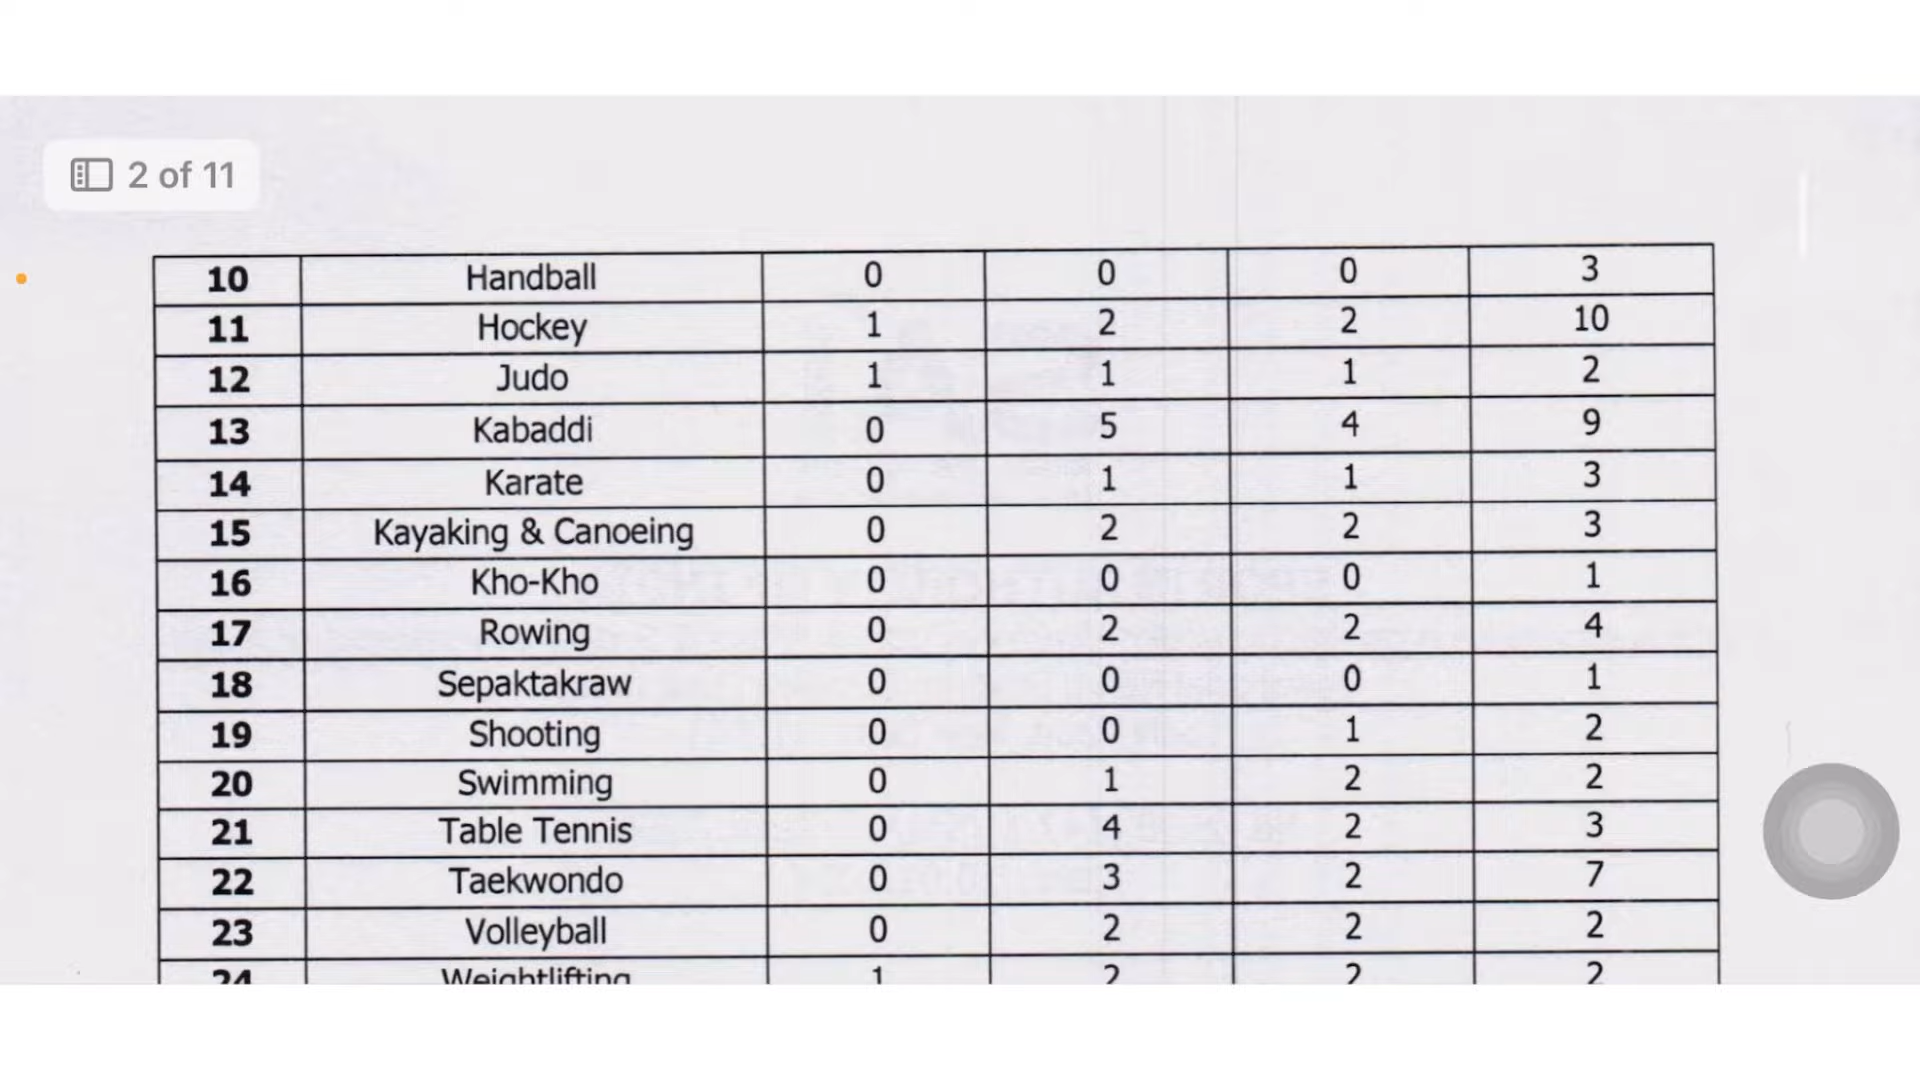 2 of 11
10 Handball 0 0 0 3
11 Hockey 1 2 2 10
12 Judo 1 1 1 2
13 Kabaddi 0 5 4 9
14 Karate 0 1 1 3
15 Kayaking & Canoeing 0 2 2 3
16 Kho-Kho 0 0 0 1
17 Rowing 0 2 2 4
18 Sepaktakraw 0 0 0 1
19 Shooting 0 0 1 2
20 Swimming 0 1 2 2
21 Table Tennis 0 4 2 3
22 Taekwondo 0 3 2 7
23 Volleyball 0 2 2 2
24 Weightlifting 1 2 2 2